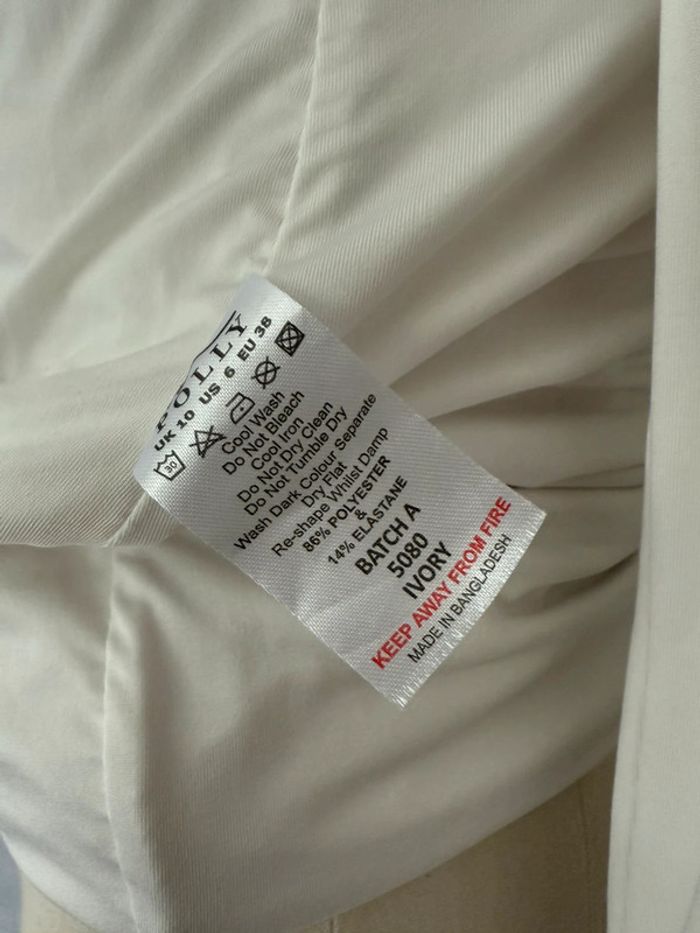 POLLY
UK 10 US 6 EU 38
30
Cool Wash
Do Not Bleach
Cool Iron
Do Not Dry Clean
Do Not Tumble Dry
Wash Dark Colour Separate
Dry Flat
Re-shape Whilst Damp
86% POLYESTER
&
14% ELASTANE
BATCH A
5080
IVORY
KEEP AWAY FROM FIRE
MADE IN BANGLADESH